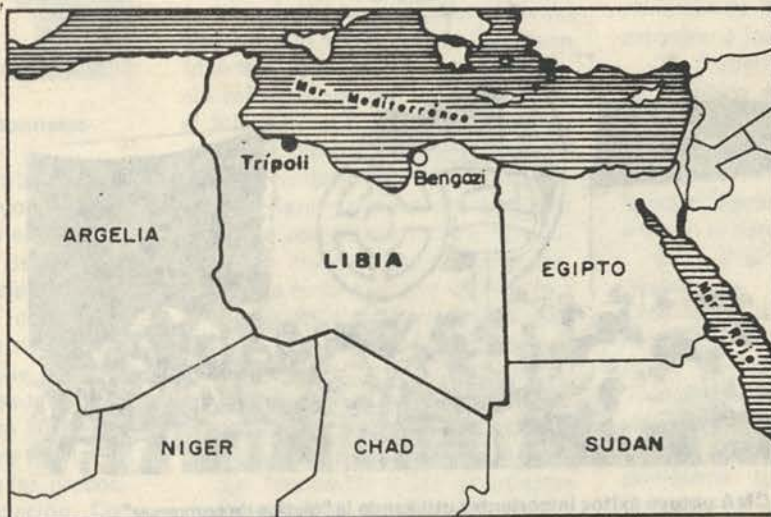 Mar Mediterráneo
Trípoli
Bengazi
ARGELIA
LIBIA
EGIPTO
Mar Rojo
NIGER
CHAD
SUDAN